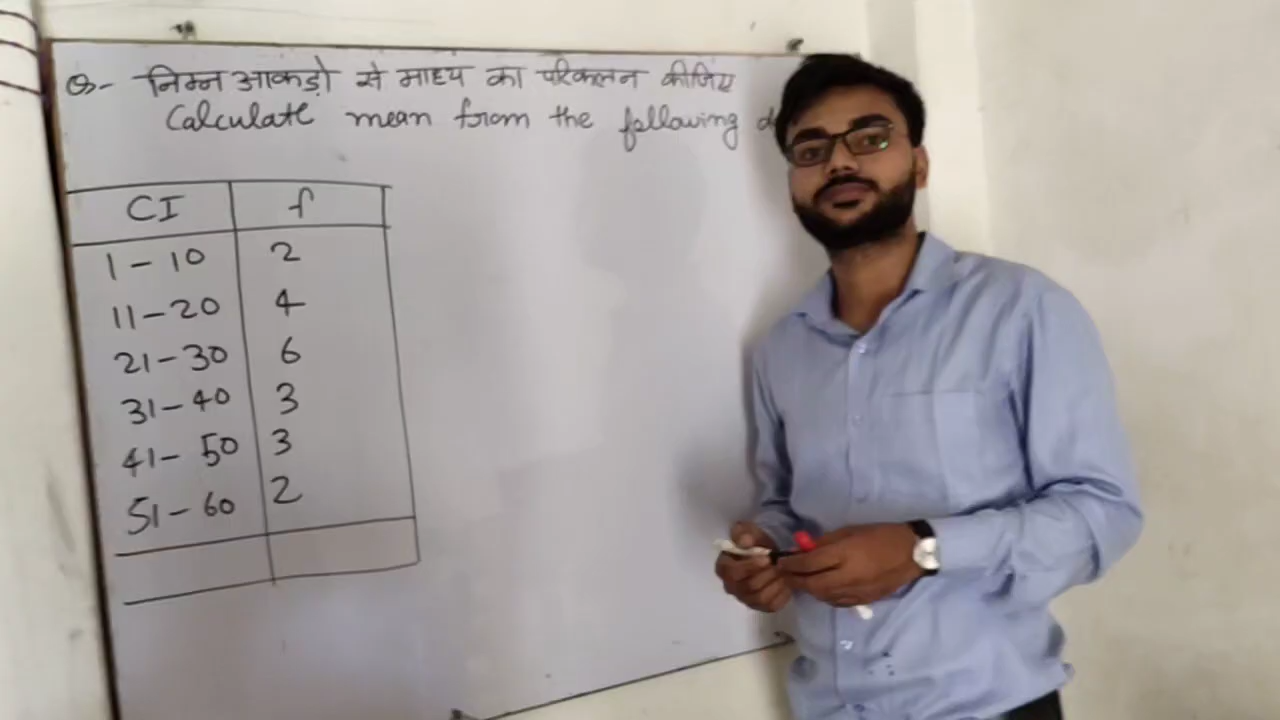 Q- निम्न आकड़ो से माध्य का परिकलन कीजिए
Calculate mean from the following
CI f
1-10 2
11-20 4
21-30 6
31-40 3
41-50 3
51-60 2